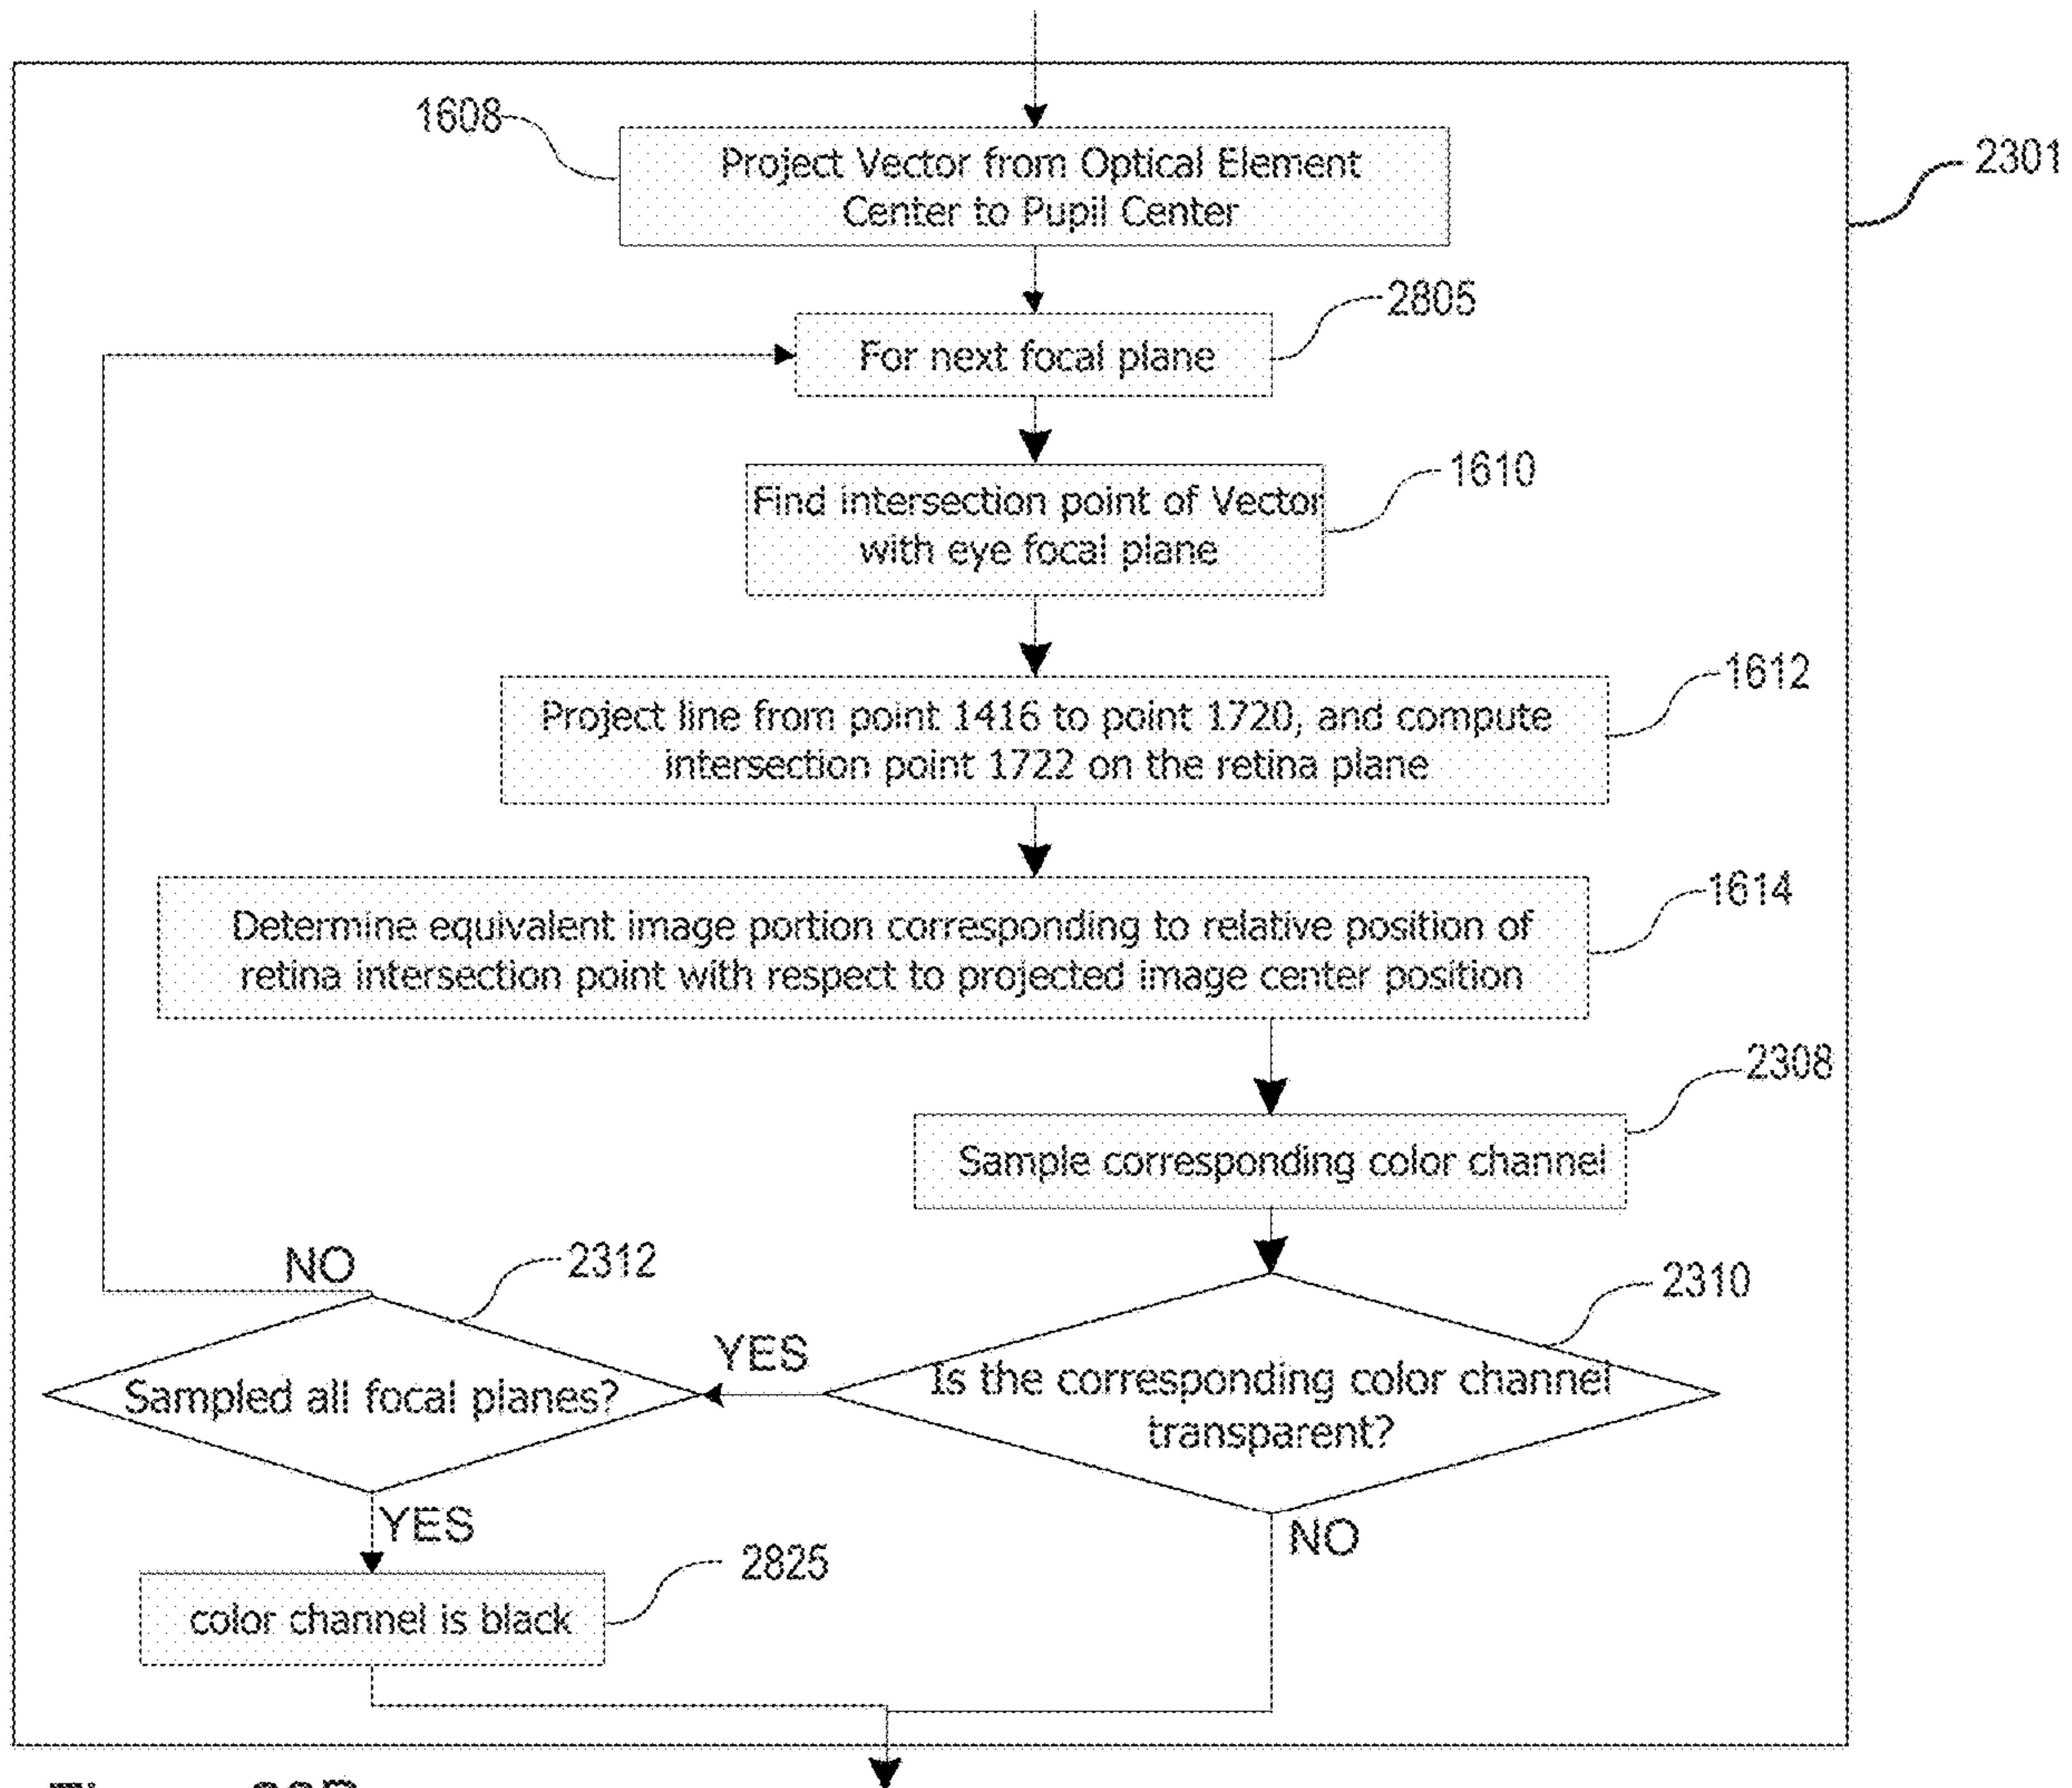 1608
Project Vector from Optical Element
Center to Pupil Center
2301
2805
For next focal plane
1610
Find intersection point of Vector
with eye focal plane
1612
Project line from point 1416 to point 1720, and compute
intersection point 1722 on the retina plane
1614
Determine equivalent image portion corresponding to relative position of
retina intersection point with respect to projected image center position
2308
Sample corresponding color channel
NO
2312
2310
YES
Sampled all focal planes?
Is the corresponding color channel
transparent?
YES
NO
2825
color channel is black